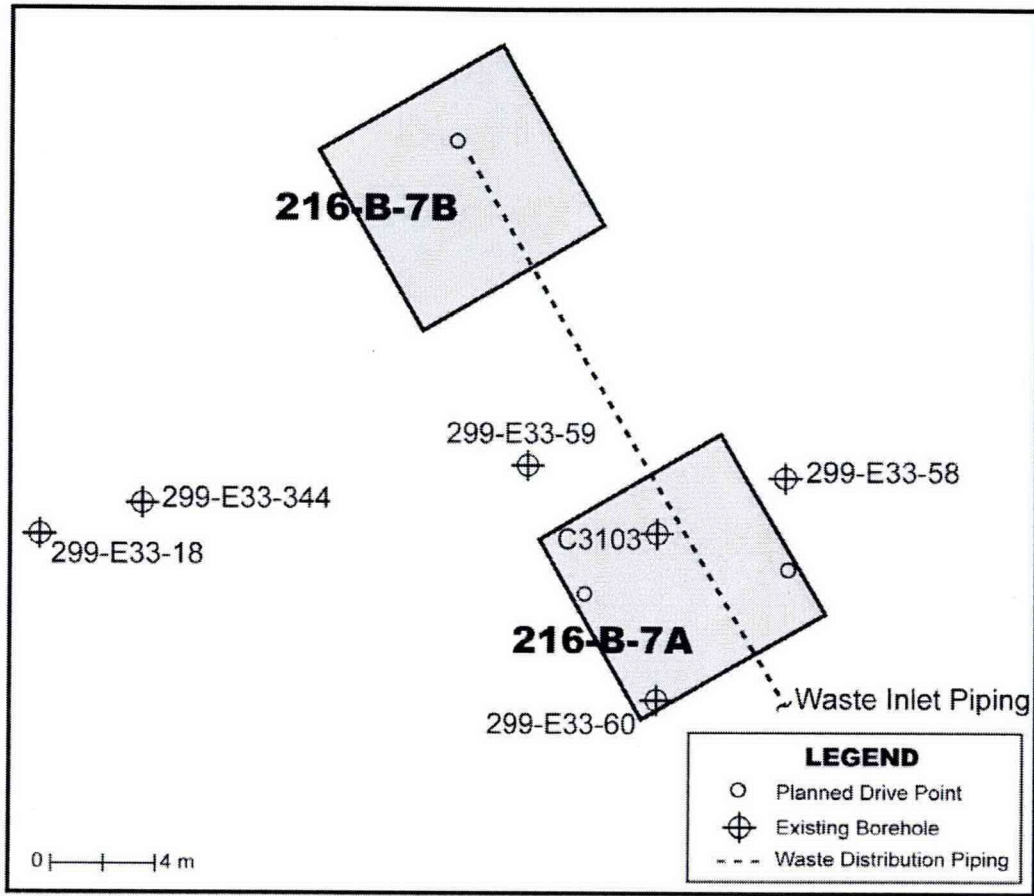 216-B-7B
299-E33-59
299-E33-58
299-E33-344
299-E33-18
C3103
216-B-7A
299-E33-60
Waste Inlet Piping
LEGEND
Planned Drive Point
Existing Borehole
Waste Distribution Piping
0 4 m